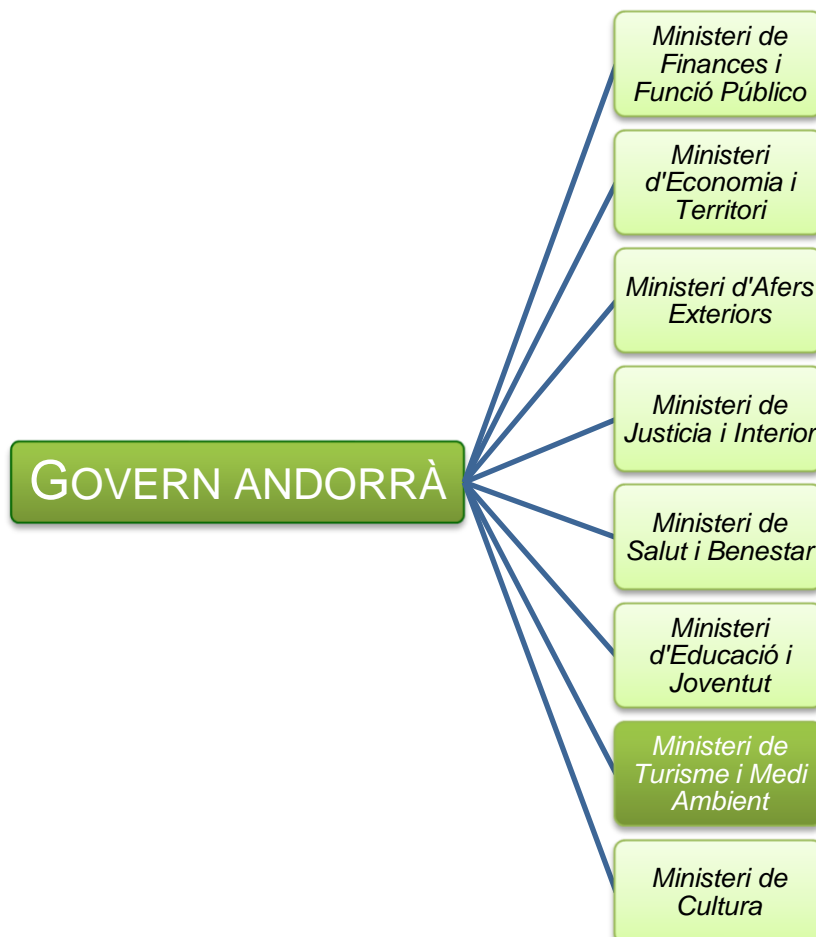 Ministeri de
Finances i
Funció Público
Ministeri
d'Economia i
Territori
Ministeri d'Afers
Exteriors
Ministeri de
Justicia i Interior
GOVERN ANDORRÀ
Ministeri de
Salut i Benestar
Ministeri
d'Educació i
Joventut
Ministeri de
Turisme i Medi
Ambient
Ministeri de
Cultura